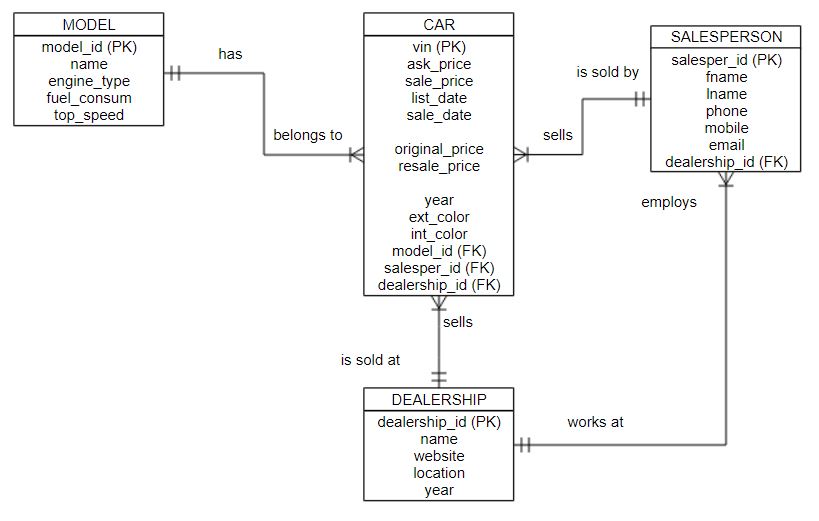 MODEL
model_id (PK)
name
engine_type
fuel_consum
top_speed
has
belongs to
CAR
vin (PK)
ask_price
sale_price
list_date
sale_date
original_price
resale_price
year
ext_color
int_color
model_id (FK)
salesper_id (FK)
dealership_id (FK)
is sold by
sells
SALESPERSON
salesper_id (PK)
fname
lname
phone
mobile
email
dealership_id (FK)
employs
sells
is sold at
DEALERSHIP
dealership_id (PK)
name
website
location
year
works at